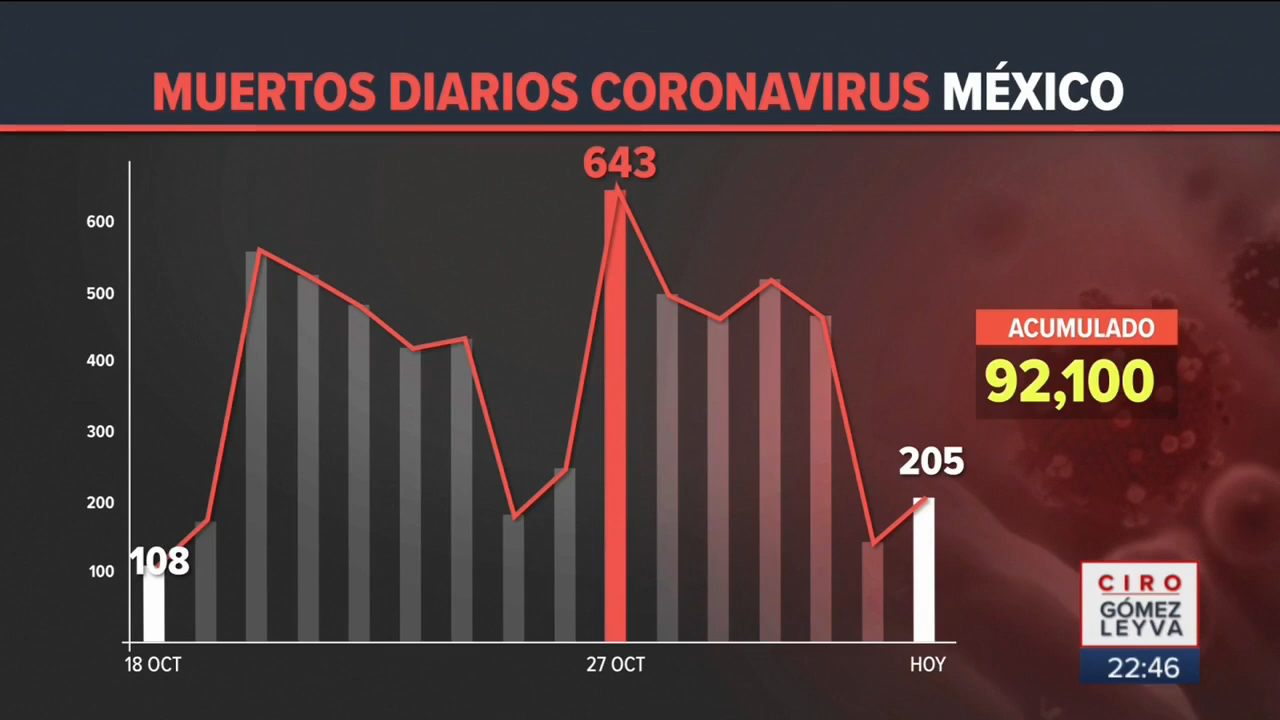 MUERTOS DIARIOS CORONAVIRUS MÉXICO
643
600
500
400
300
200
100
108
205
18 OCT
27 OCT
HOY
ACUMULADO
92,100
CIRO
GÓMEZ
LEYVA
22:46